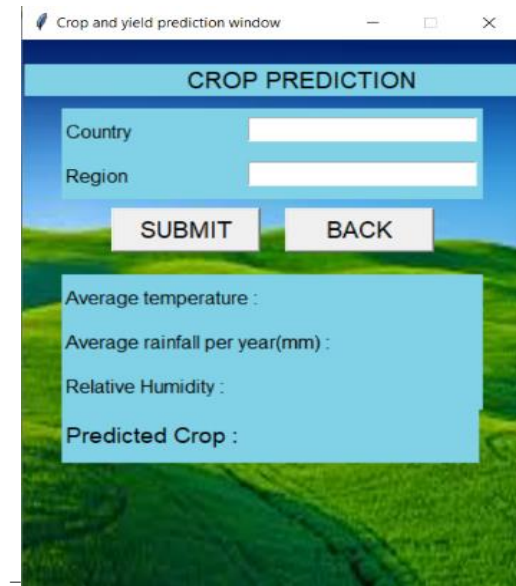 Crop and yield prediction window
CROP PREDICTION
Country
Region
SUBMIT BACK
Average temperature :
Average rainfall per year(mm) :
Relative Humidity :
Predicted Crop :